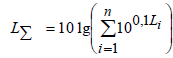 L_Σ = 10 lg(∑_{i=1}^{n} 10^{0,1L_i})